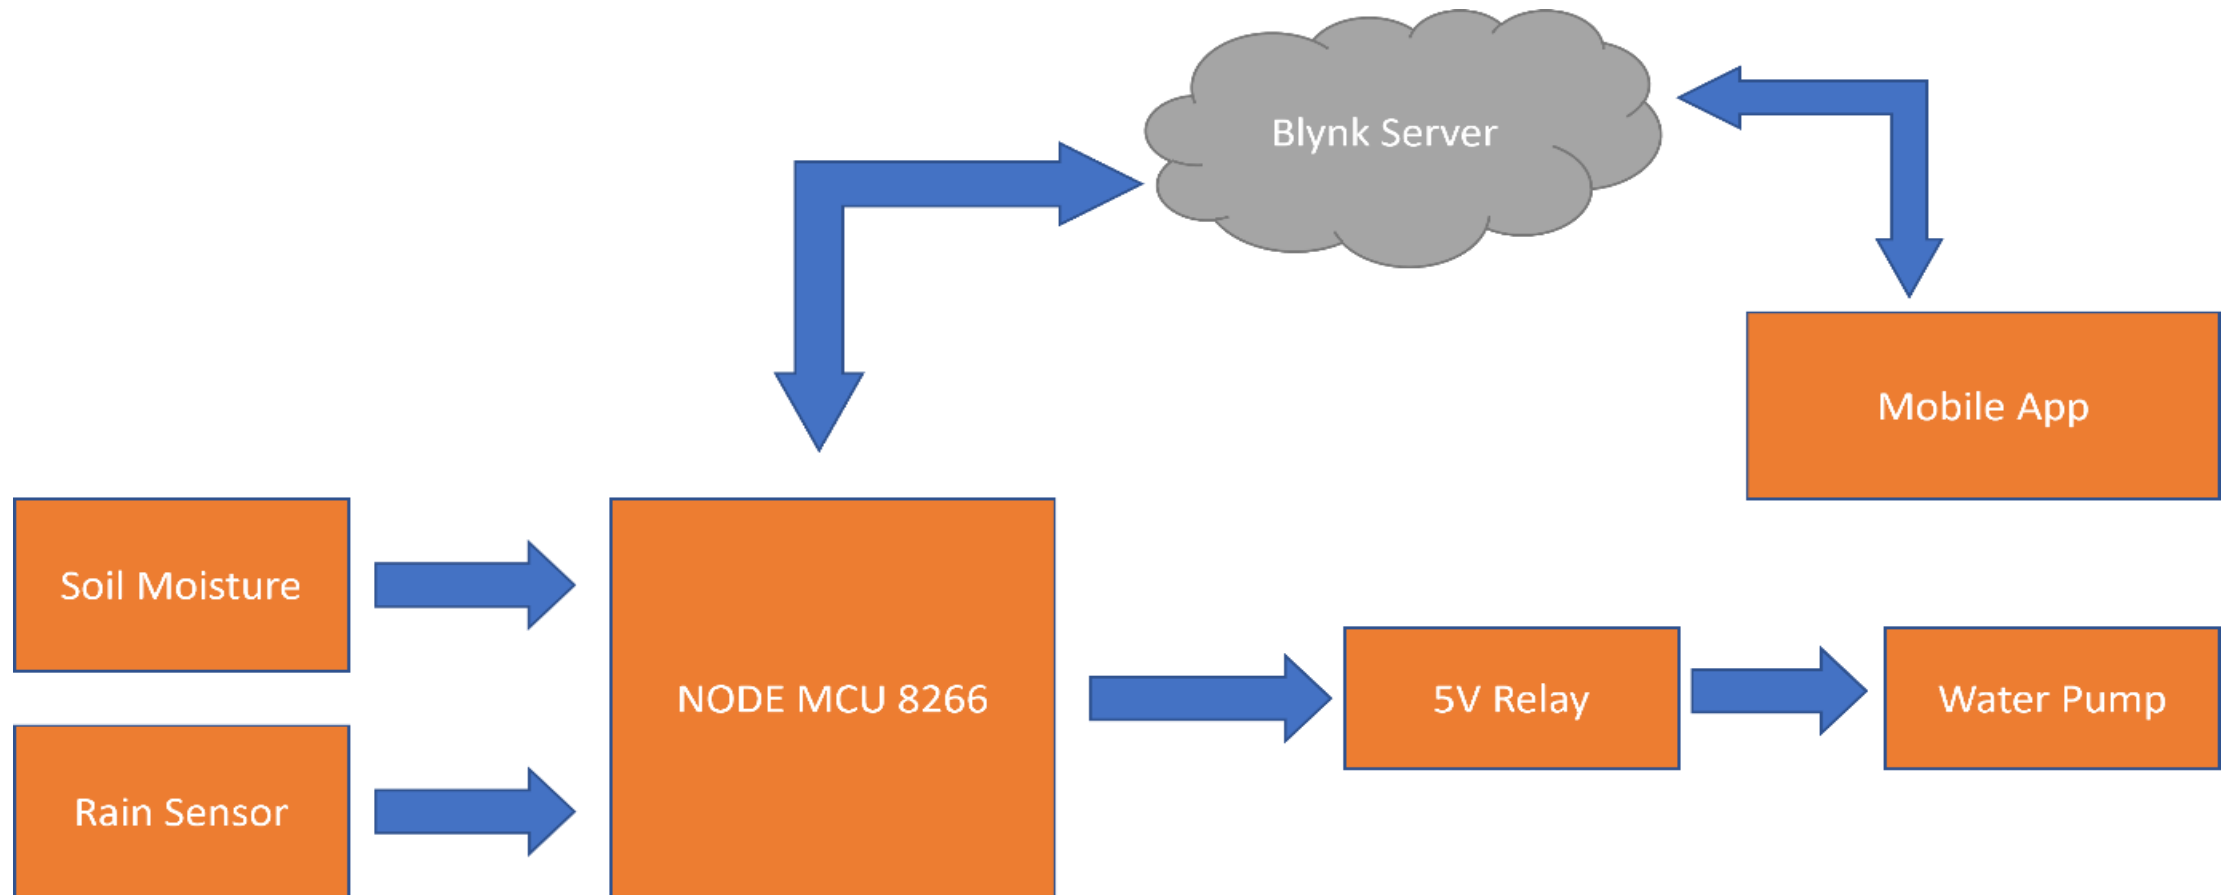 Blynk Server
Mobile App
Soil Moisture
NODE MCU 8266
5V Relay
Water Pump
Rain Sensor